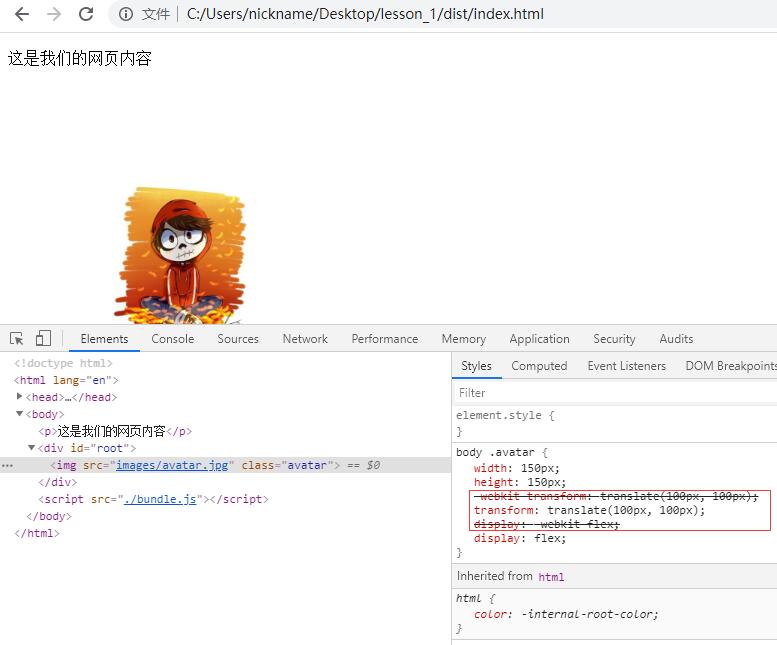 文件 C:/Users/nickname/Desktop/lesson_1/dist/index.html
这是我们的网页内容
Elements Console Sources Network Performance Memory Application Security Audits
<!doctype html>
<html lang="en">
<head>…</head>
<body>
<p>这是我们的网页内容</p>
<div id="root">
<img src="images/avatar.jpg" class="avatar"> == $0
</div>
<script src="./bundle.js"></script>
</body>
</html>
Styles Computed Event Listeners DOM Breakpoints
Filter
element.style {
}
body .avatar {
width: 150px;
height: 150px;
-webkit-transform: translate(100px, 100px);
transform: translate(100px, 100px);
display: -webkit-flex;
display: flex;
}
Inherited from html
html {
color: -internal-root-color;
}